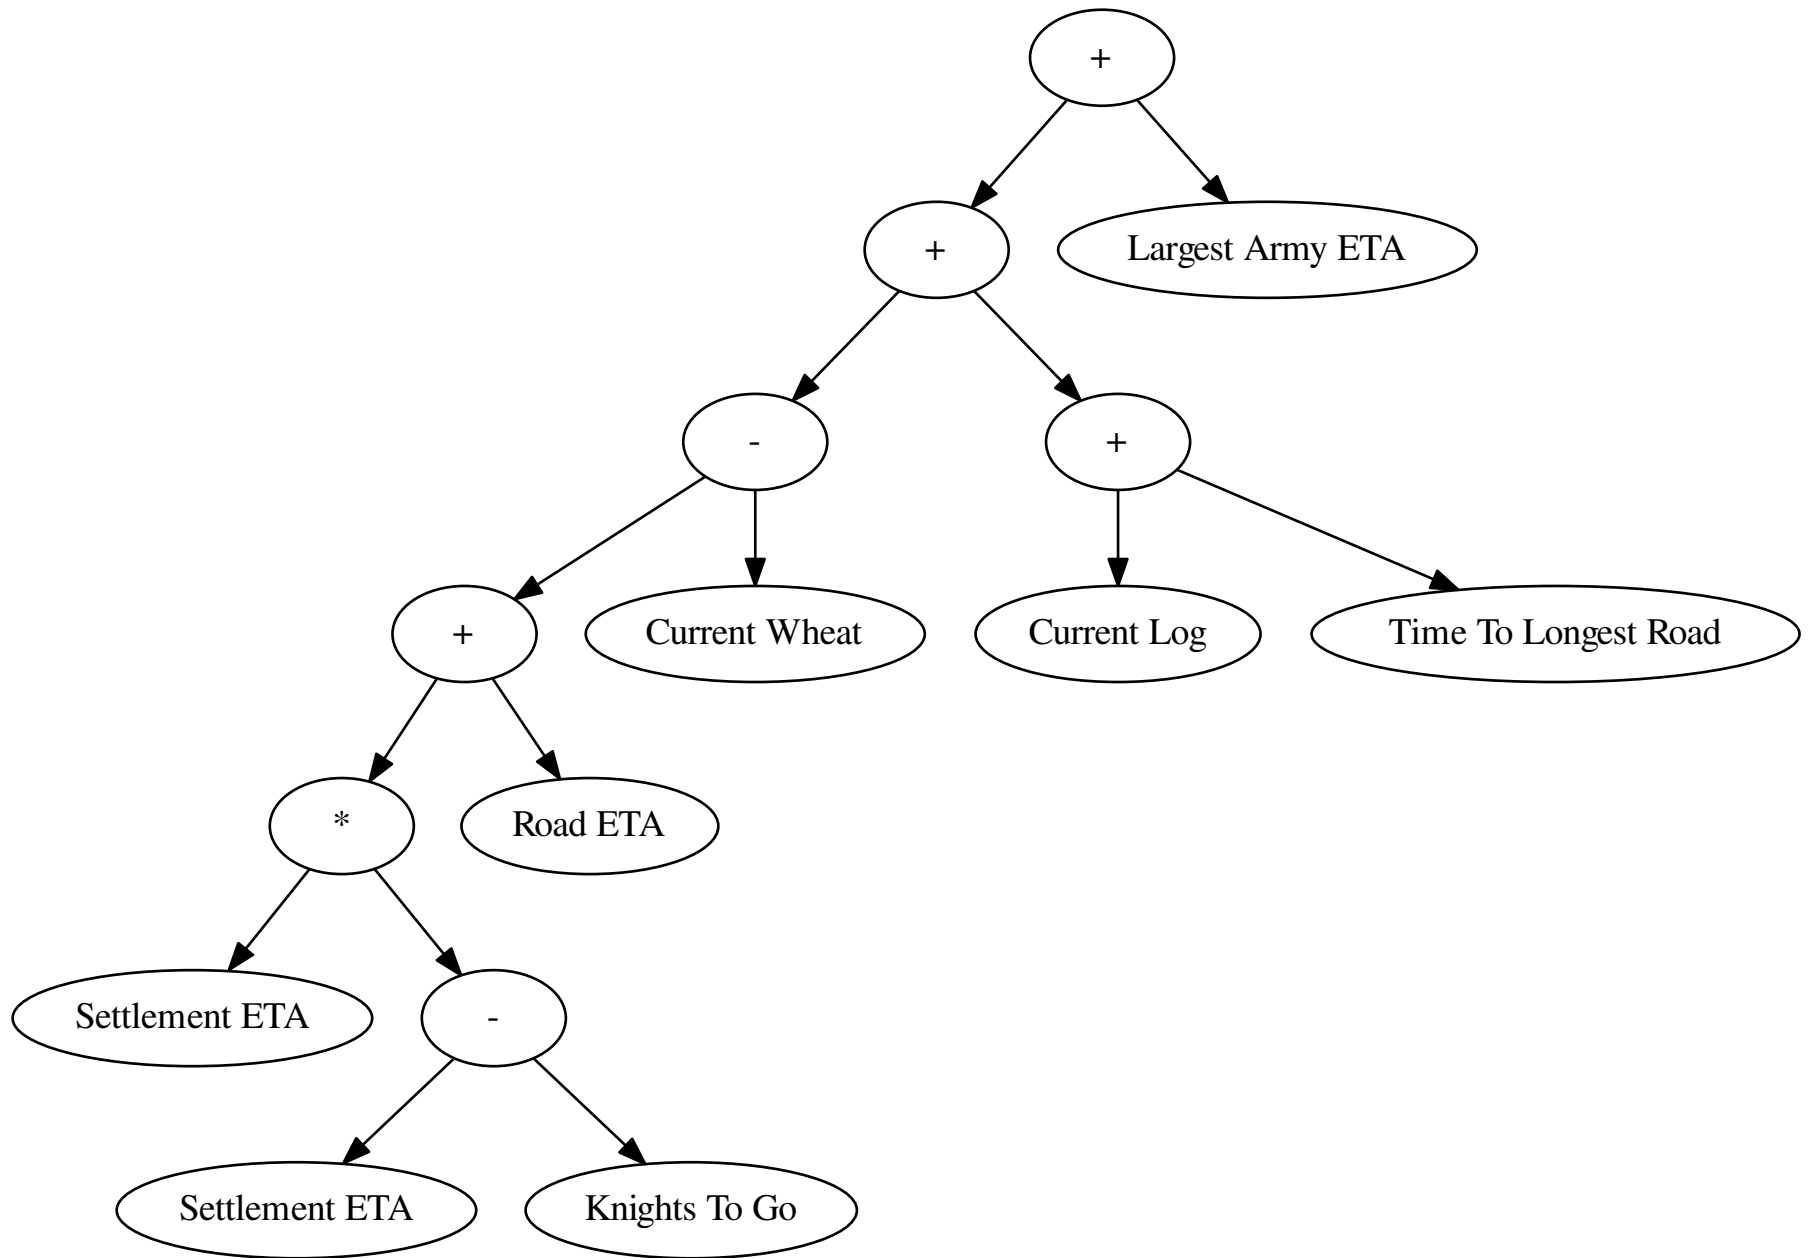 +
+
Largest Army ETA
-
+
+
Current Wheat
Current Log
Time To Longest Road
*
Road ETA
Settlement ETA
-
Settlement ETA
Knights To Go